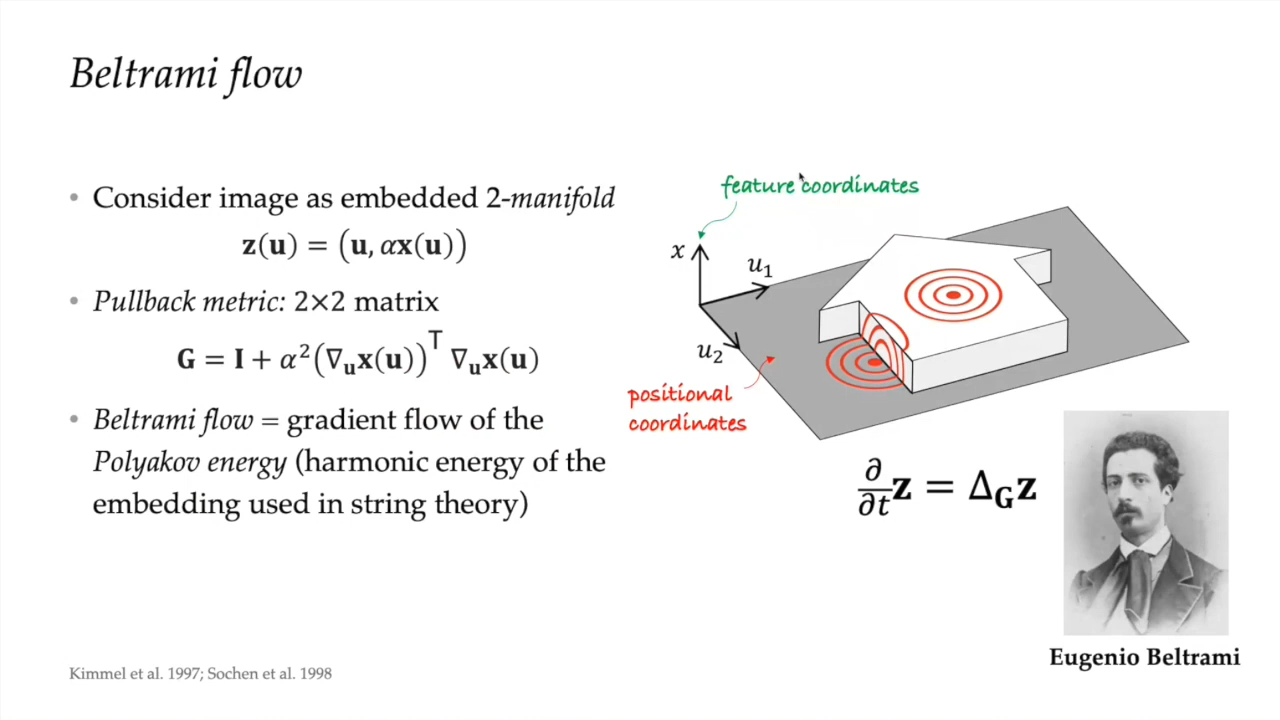 Beltrami flow
• Consider image as embedded 2-manifold
𝐳(𝐮) = (𝐮, α𝐱(𝐮))
• Pullback metric: 2×2 matrix
𝐆 = 𝐈 + α²(∇𝐮𝐱(𝐮))ᵀ ∇𝐮𝐱(𝐮)
• Beltrami flow = gradient flow of the
Polyakov energy (harmonic energy of the
embedding used in string theory)
feature coordinates
x
u₁
u₂
positional
coordinates
∂/∂t 𝐳 = Δ𝐆𝐳
Eugenio Beltrami
Kimmel et al. 1997; Sochen et al. 1998